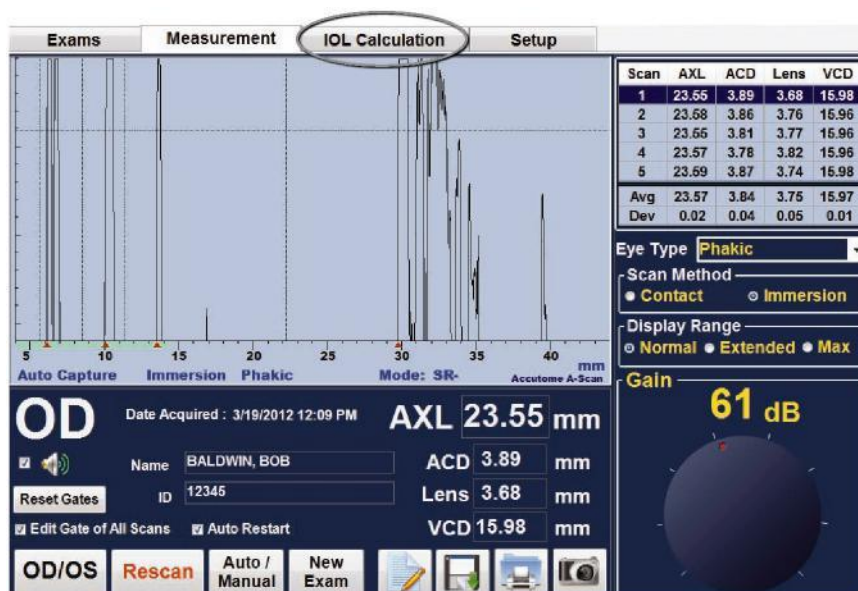 Exams Measurement IOL Calculation Setup
Scan AXL ACD Lens VCD
1 23.55 3.89 3.68 15.98
2 23.58 3.86 3.76 15.96
3 23.55 3.81 3.77 15.96
4 23.57 3.78 3.82 15.96
5 23.59 3.87 3.74 15.98
Avg 23.57 3.84 3.75 15.97
Dev 0.02 0.04 0.05 0.01
Eye Type Phakic
Scan Method
Contact Immersion
Display Range
Normal Extended Max
Gain
61 dB
5 10 15 20 25 30 35 40 mm
Auto Capture Immersion Phakic Mode: SR- Accutome A-Scan
OD Date Acquired : 3/19/2012 12:09 PM AXL 23.55 mm
Name BALDWIN, BOB ACD 3.89 mm
Reset Gates ID 12345 Lens 3.68 mm
Edit Gate of All Scans Auto Restart VCD 15.98 mm
OD/OS Rescan Auto / Manual New Exam